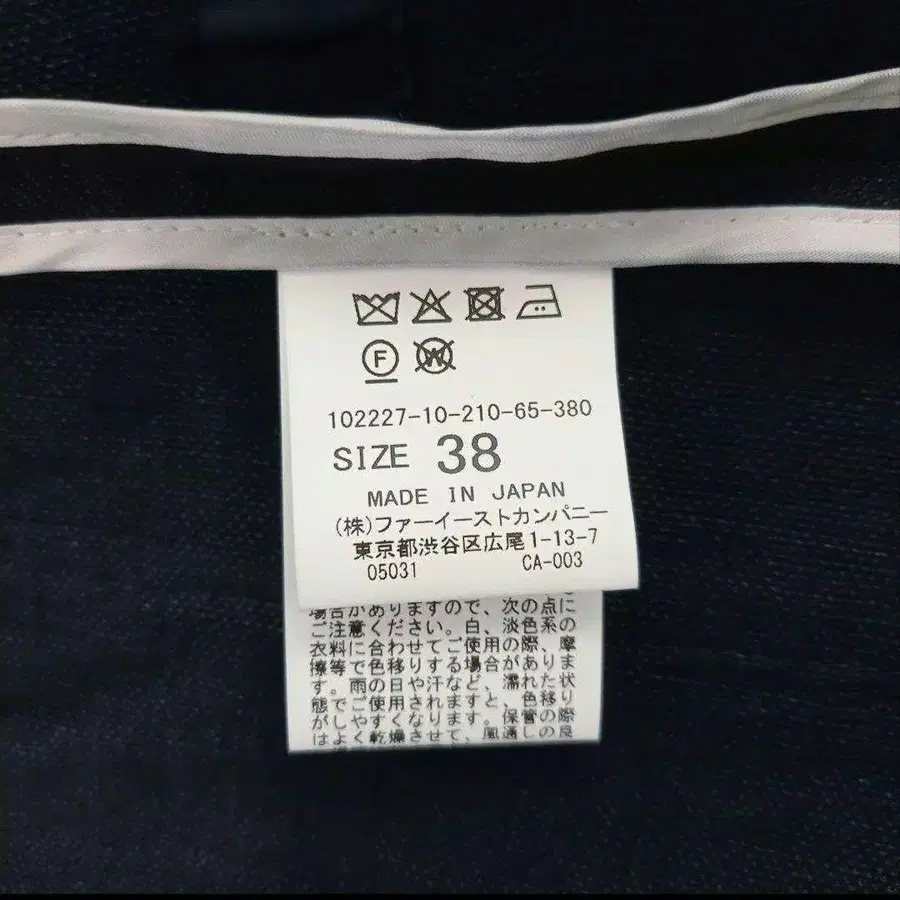 F
W
102227-10-210-65-380
SIZE 38
MADE IN JAPAN
(株)ファーイーストカンパニー
東京都渋谷区広尾1-13-7
05031 CA-003
場合がありますので、次の点に
ご注意ください。白、淡色系の
衣料に合わせてご使用の際、摩
擦等で色移りする場合がありま
す。雨の日や汗など、濡れた状
態でご使用されますと、色移り
がしやすくなります。保管の際
はよく乾燥させて、風通しの良